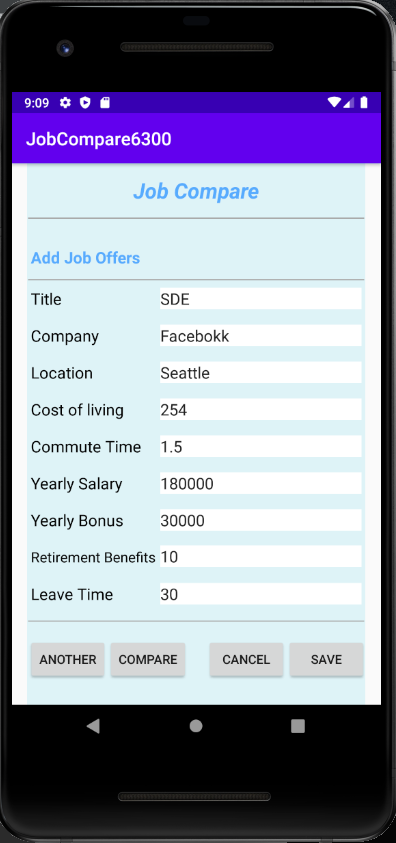 9:09
JobCompare6300
Job Compare
Add Job Offers
Title SDE
Company Facebokk
Location Seattle
Cost of living 254
Commute Time 1.5
Yearly Salary 180000
Yearly Bonus 30000
Retirement Benefits 10
Leave Time 30
ANOTHER COMPARE CANCEL SAVE